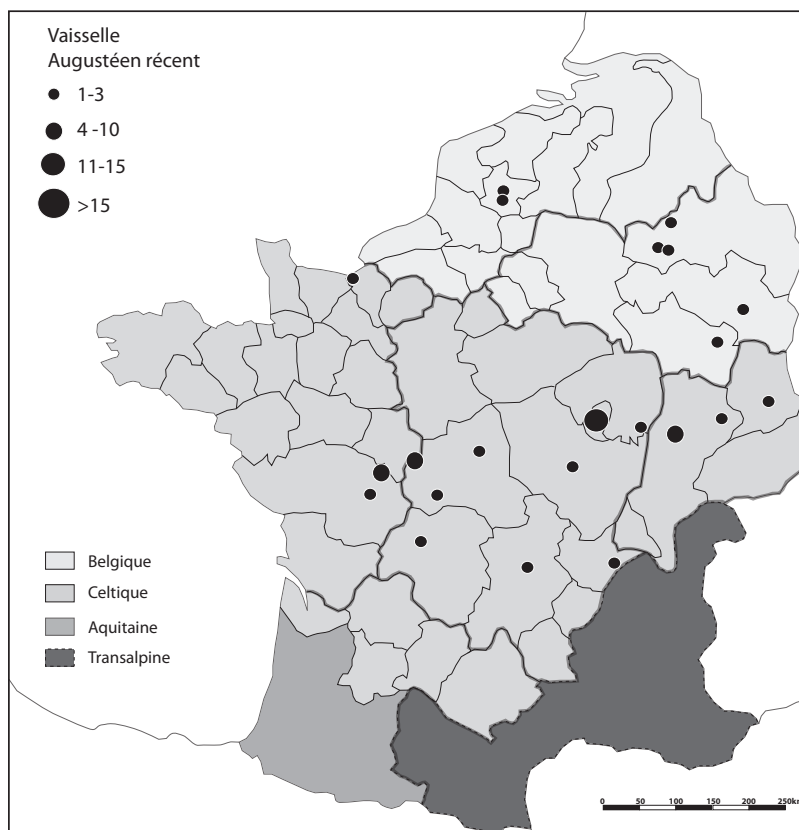 Vaisselle
Augustéen récent
1-3
4 -10
11-15
>15
Belgique
Celtique
Aquitaine
Transalpine
0 50 100 150 200 250km